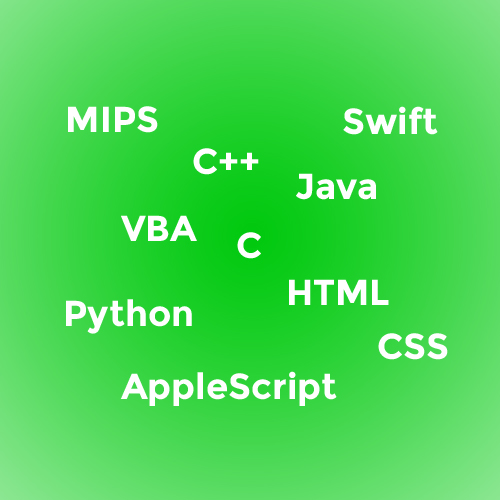 MIPS
Swift
C++
Java
VBA
C
HTML
Python
CSS
AppleScript